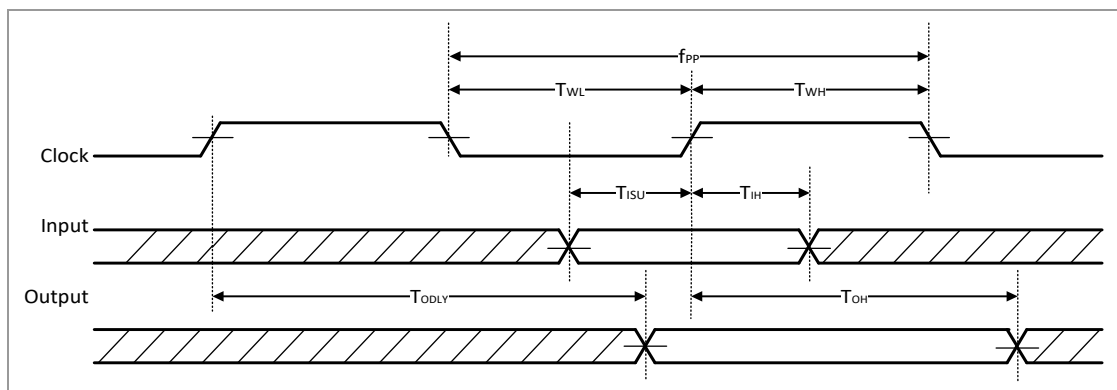 fPP
TWL TWH
Clock
TISU TIH
Input
Output
TODLY TOH